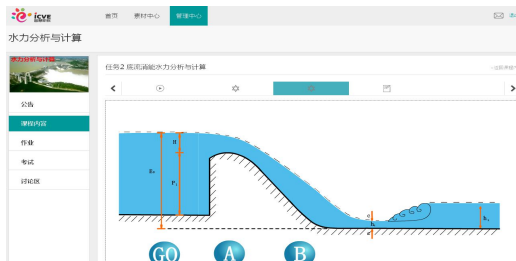 icve
首页 素材中心 管理中心
水力分析与计算
水力分析与计算
任务2 底流消能水力分析与计算
公告
课程内容
作业
考试
讨论区
H
P₁
c
c
GO A B